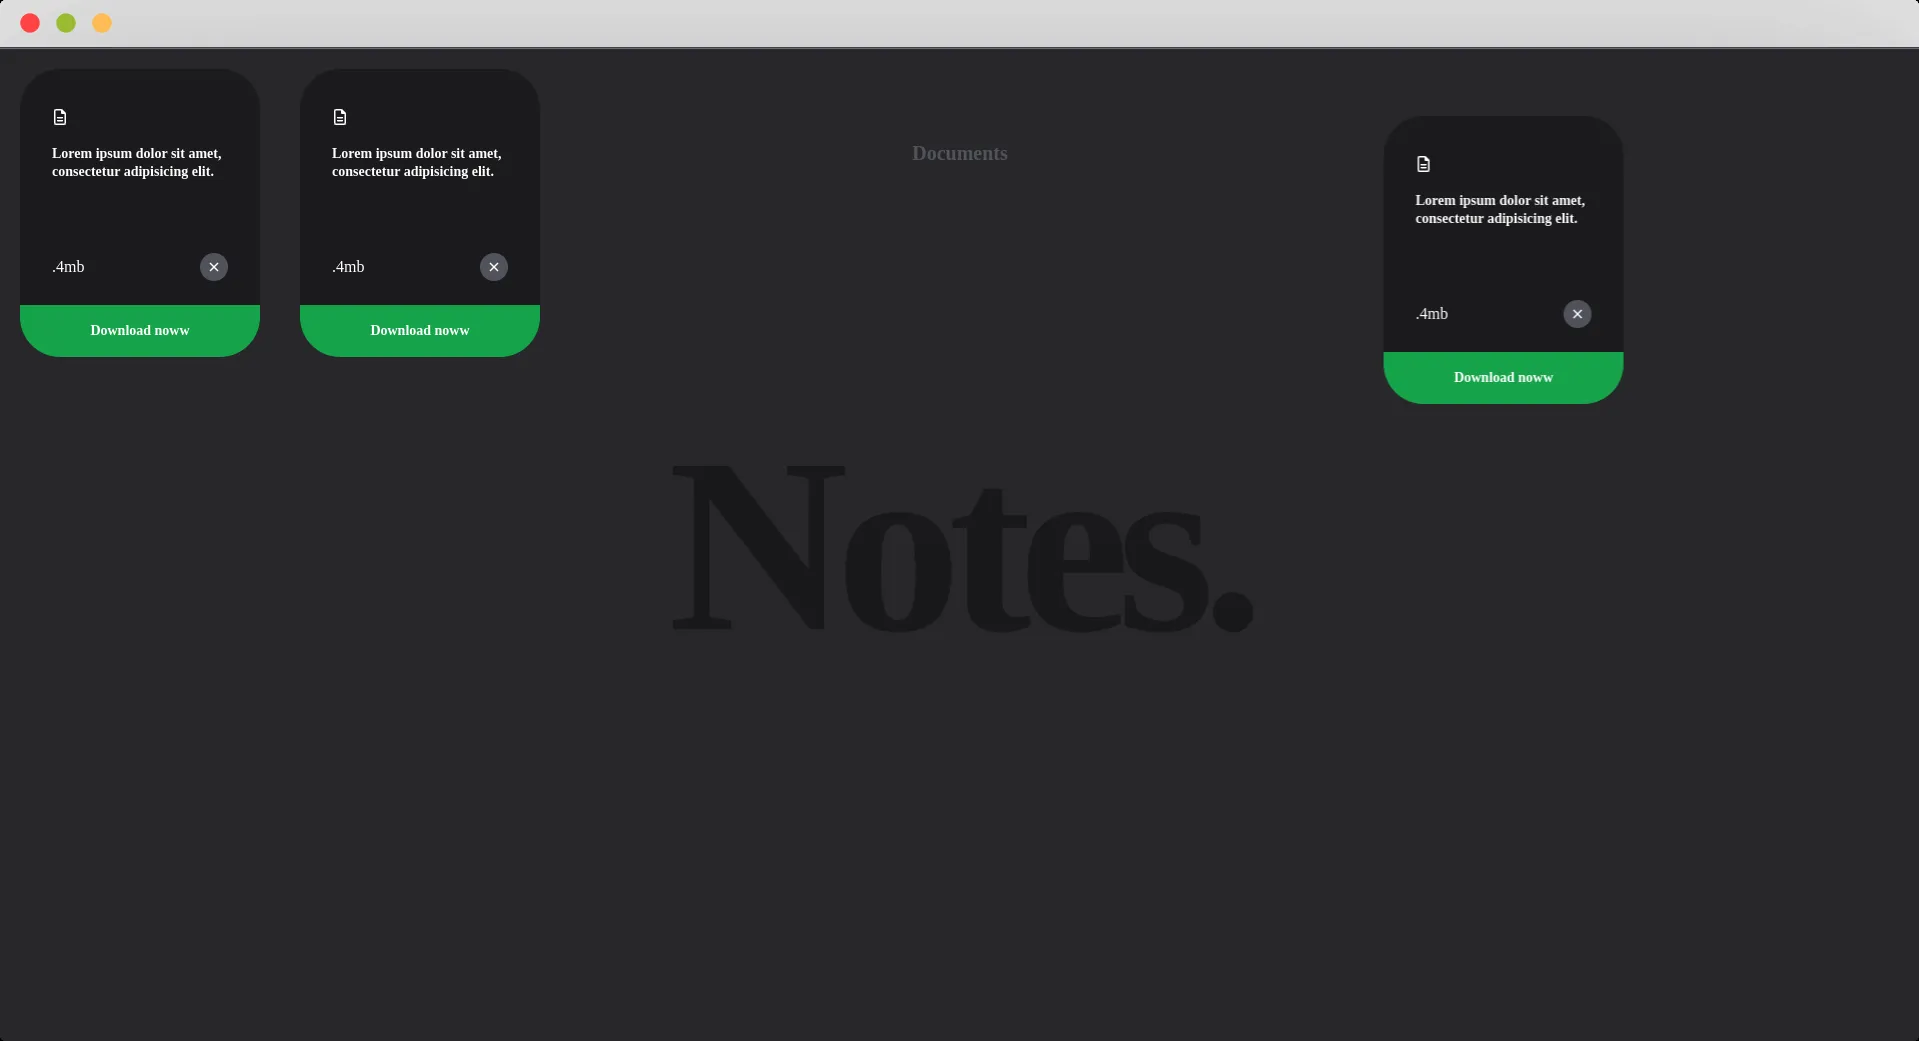 Lorem ipsum dolor sit amet,
consectetur adipisicing elit.
.4mb
Download noww
Lorem ipsum dolor sit amet,
consectetur adipisicing elit.
.4mb
Download noww
Documents
Lorem ipsum dolor sit amet,
consectetur adipisicing elit.
.4mb
Download noww
Notes.